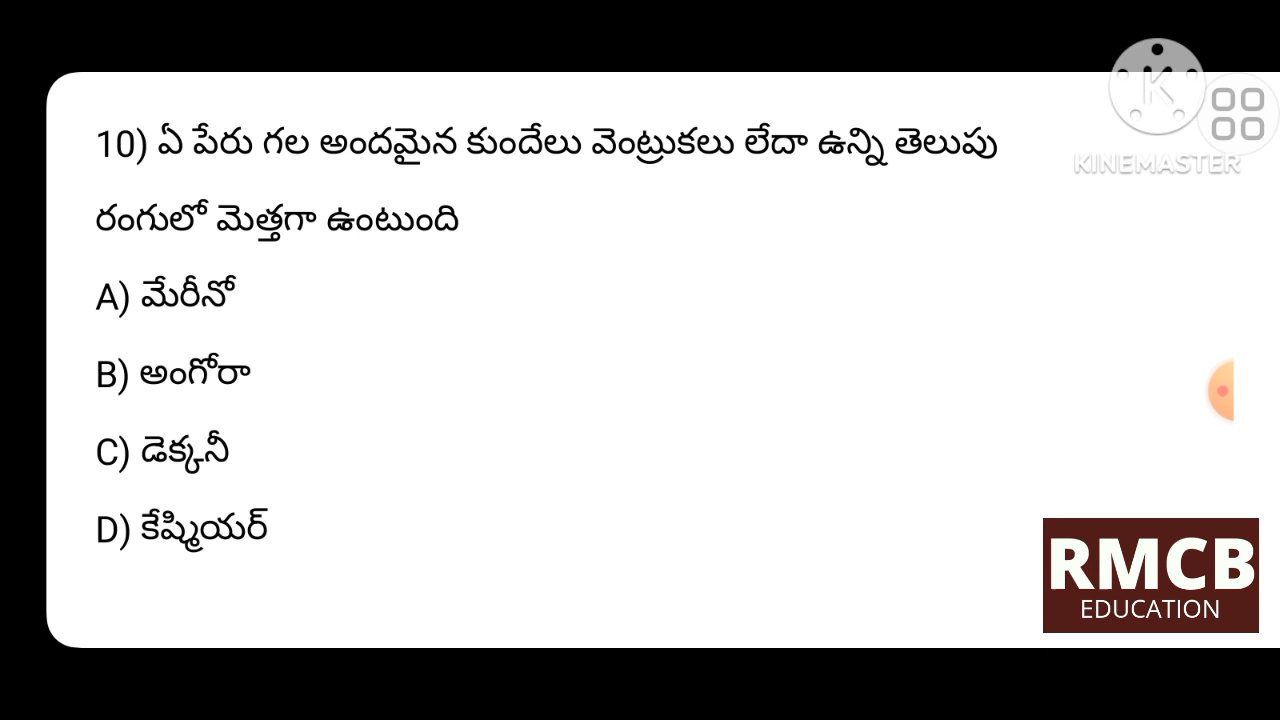 10) ఏ పేరు గల అందమైన కుందేలు వెంట్రుకలు లేదా ఉన్ని తెలుపు
రంగులో మెత్తగా ఉంటుంది
A) మేరీనో
B) అంగోరా
C) డెక్కనీ
D) కేష్మియర్
K
KINEMASTER
RMCB
EDUCATION